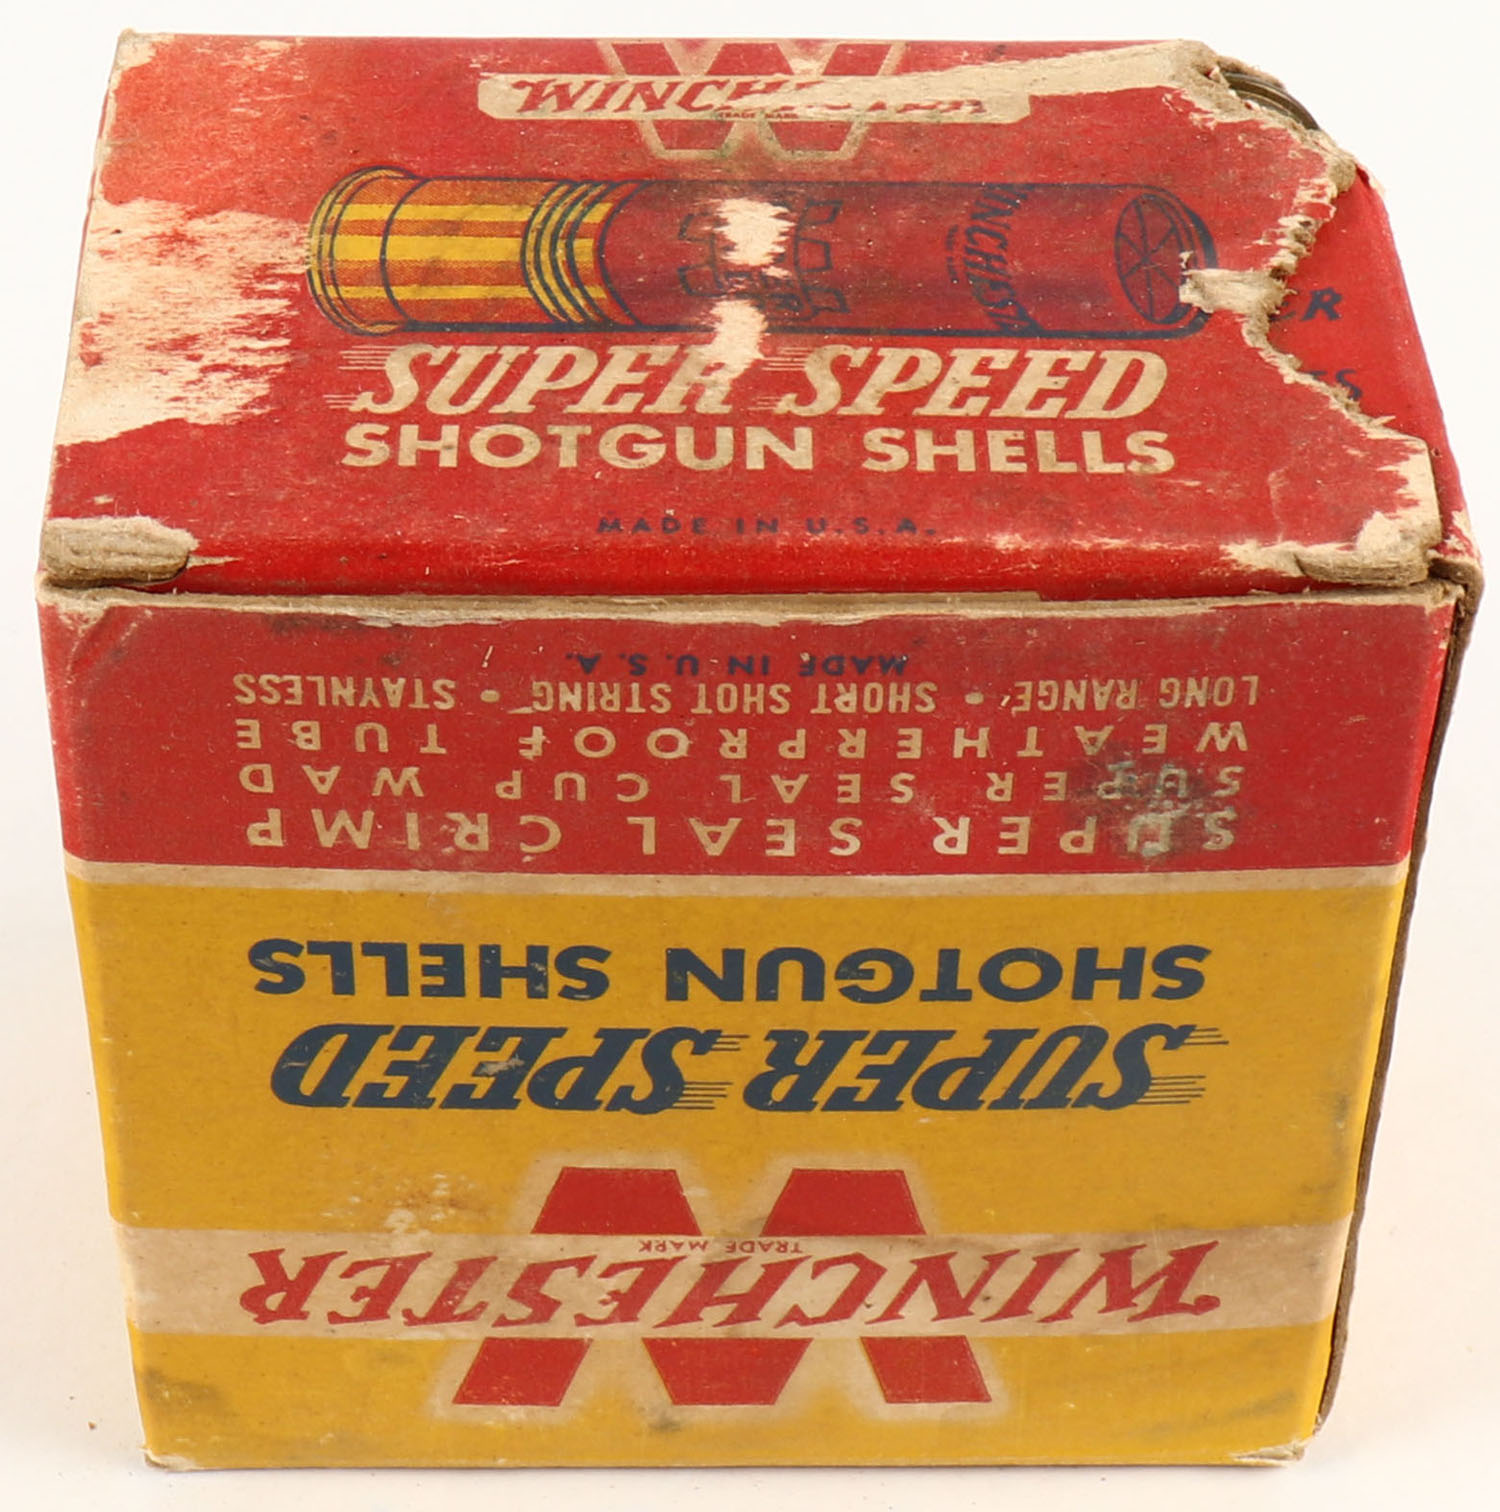 WINCHESTER
TRADE MARK
WINCHESTER
SUPER SPEED
SHOTGUN SHELLS
MADE IN U.S.A.
WINCHESTER
TRADE MARK
SUPER SPEED
SHOTGUN SHELLS
SUPER SEAL CRIMP
SUPER SEAL CUP WAD
WEATHERPROOF TUBE
LONG RANGE • SHORT SHOT STRING • STAYNLESS
MADE IN U.S.A.